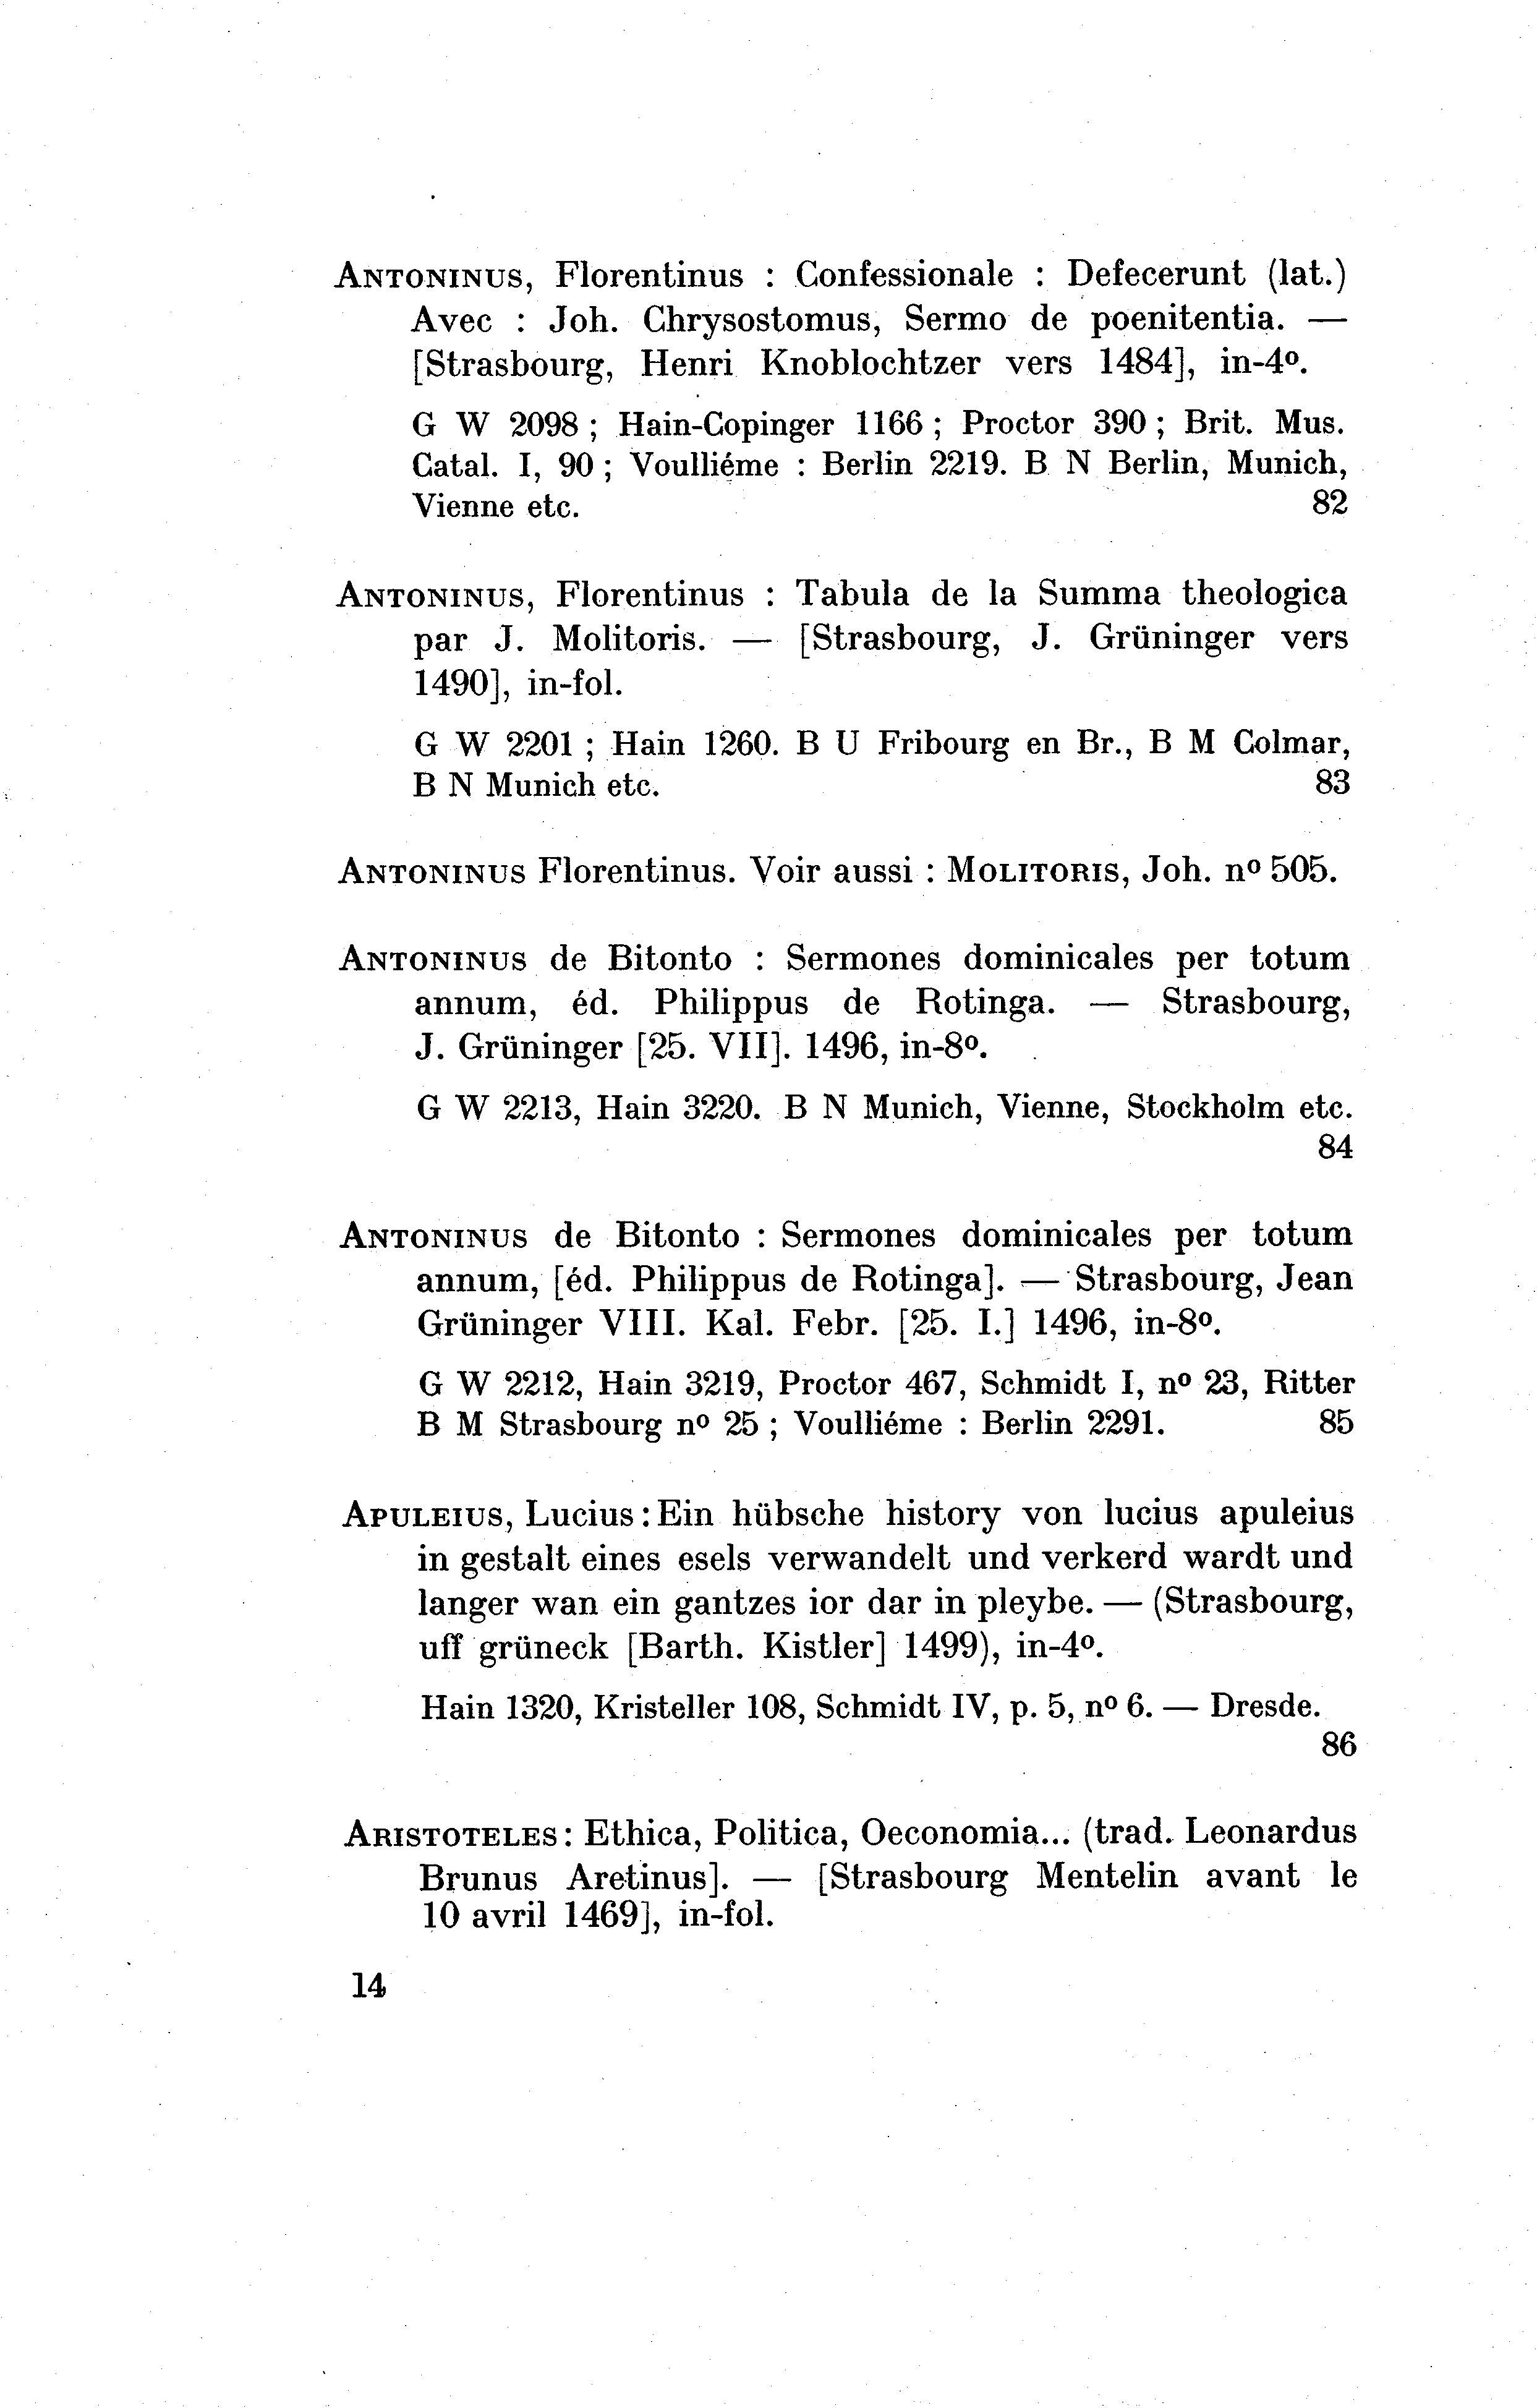 ANTONINUS, Florentinus : Confessionale : Defecerunt (lat.)
Avec : Joh. Chrysostomus, Sermo de poenitentia. —
[Strasbourg, Henri Knoblochtzer vers 1484], in-4º.
G W 2098 ; Hain-Copinger 1166 ; Proctor 390 ; Brit. Mus.
Catal. I, 90 ; Voulliéme : Berlin 2219. B N Berlin, Munich,
Vienne etc. 82
ANTONINUS, Florentinus : Tabula de la Summa theologica
par J. Molitoris. — [Strasbourg, J. Grüninger vers
1490], in-fol.
G W 2201 ; Hain 1260. B U Fribourg en Br., B M Colmar,
B N Munich etc. 83
ANTONINUS Florentinus. Voir aussi : MOLITORIS, Joh. nº 505.
ANTONINUS de Bitonto : Sermones dominicales per totum
annum, éd. Philippus de Rotinga. — Strasbourg,
J. Grüninger [25. VII]. 1496, in-8º.
G W 2213, Hain 3220. B N Munich, Vienne, Stockholm etc.
84
ANTONINUS de Bitonto : Sermones dominicales per totum
annum, [éd. Philippus de Rotinga]. — Strasbourg, Jean
Grüninger VIII. Kal. Febr. [25. I.] 1496, in-8º.
G W 2212, Hain 3219, Proctor 467, Schmidt I, nº 23, Ritter
B M Strasbourg nº 25 ; Voulliéme : Berlin 2291. 85
APULEIUS, Lucius : Ein hübsche history von lucius apuleius
in gestalt eines esels verwandelt und verkerd wardt und
langer wan ein gantzes ior dar in pleybe. — (Strasbourg,
uff grüneck [Barth. Kistler] 1499), in-4º.
Hain 1320, Kristeller 108, Schmidt IV, p. 5, nº 6. — Dresde.
86
ARISTOTELES : Ethica, Politica, Oeconomia... (trad. Leonardus
Brunus Aretinus]. — [Strasbourg Mentelin avant le
10 avril 1469], in-fol.
14